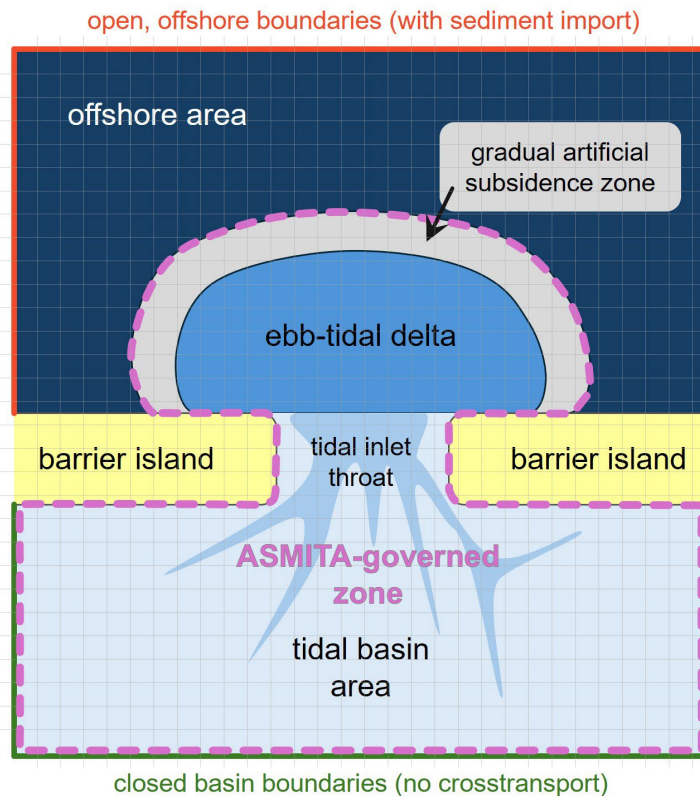 open, offshore boundaries (with sediment import)
offshore area
gradual artificial
subsidence zone
ebb-tidal delta
barrier island
tidal inlet
throat
barrier island
ASMITA-governed
zone
tidal basin
area
closed basin boundaries (no crosstransport)